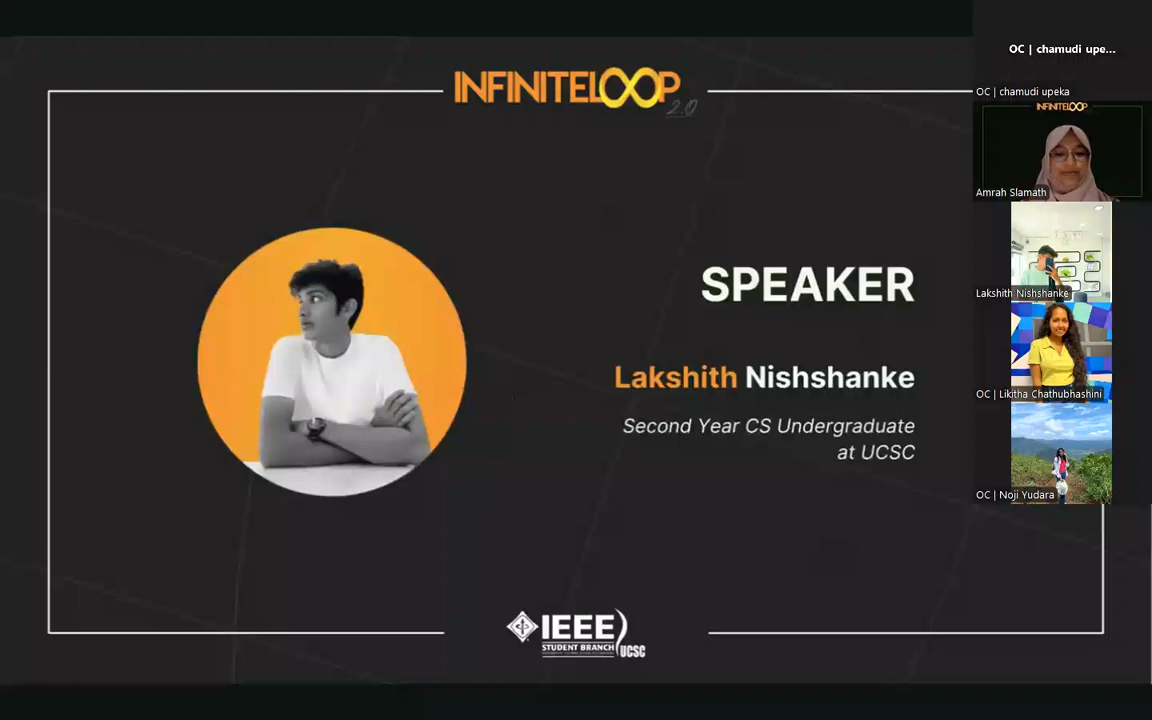 INFINITELOOP
2.0
SPEAKER
Lakshith Nishshanke
Second Year CS Undergraduate
at UCSC
IEEE
STUDENT BRANCH
UCSC
OC | chamudi upe...
OC | chamudi upeka
INFINITELOOP
Amrah Slamath
Lakshith Nishshanke
OC | Likitha Chathubhashini
OC | Noji Yudara